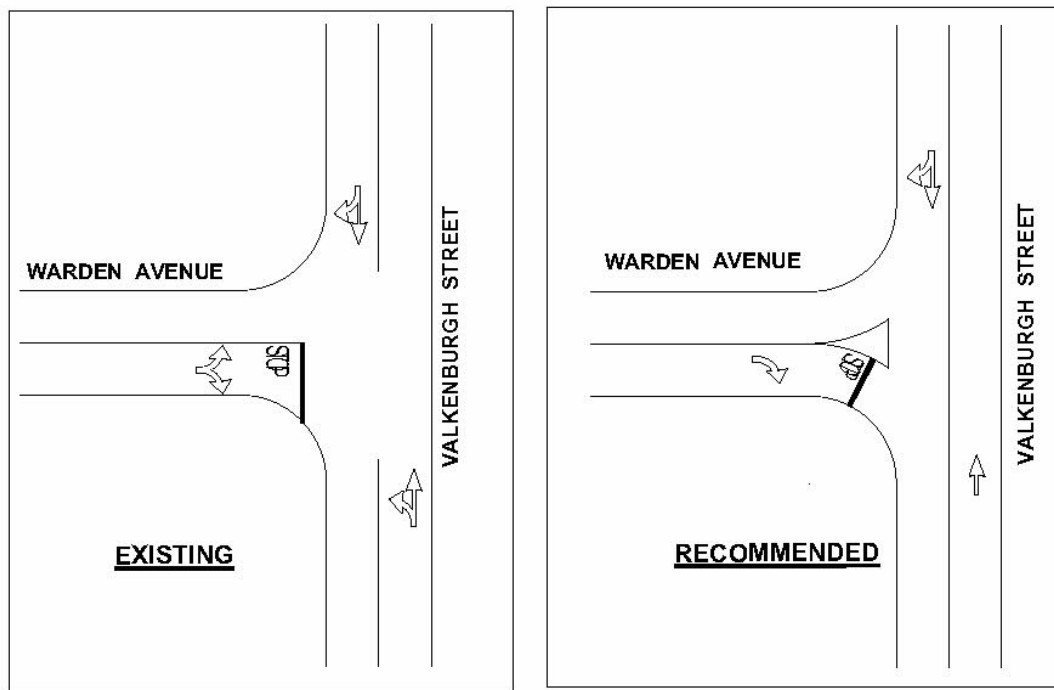 WARDEN AVENUE
VALKENBURGH STREET
STOP
EXISTING
WARDEN AVENUE
VALKENBURGH STREET
STOP
RECOMMENDED